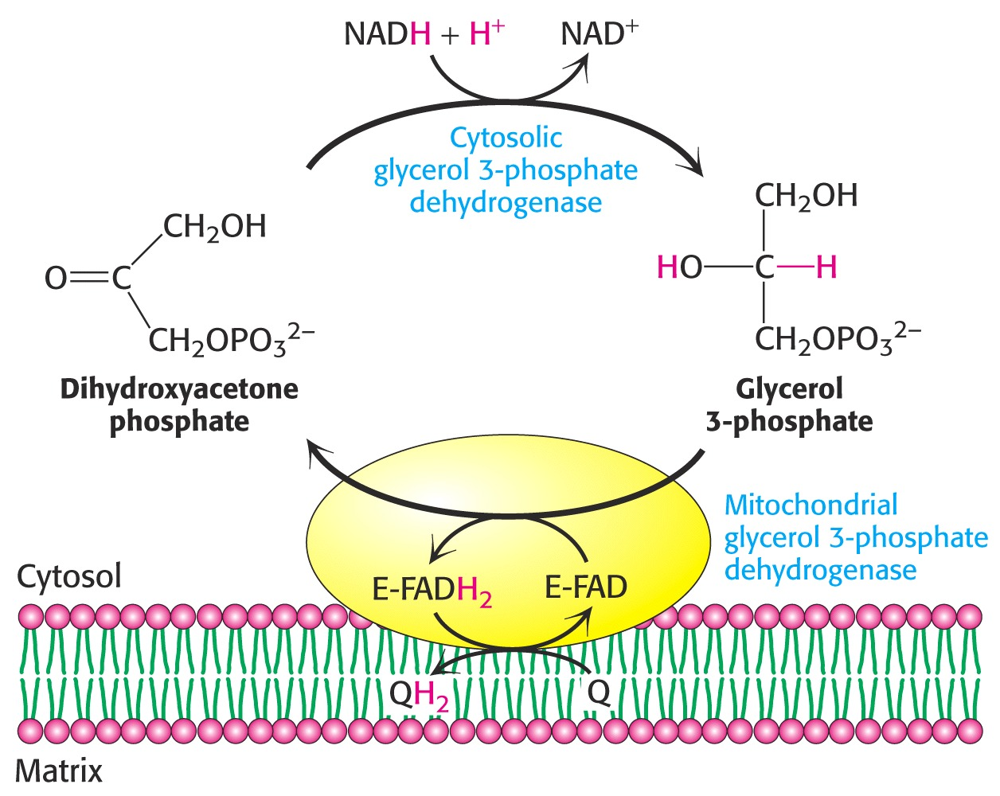 NADH + H⁺ NAD⁺
Cytosolic
glycerol 3-phosphate
dehydrogenase
CH₂OH
O=C
CH₂OPO₃²⁻
Dihydroxyacetone
phosphate
CH₂OH
HO—C—H
CH₂OPO₃²⁻
Glycerol
3-phosphate
Mitochondrial
glycerol 3-phosphate
dehydrogenase
E-FADH₂ E-FAD
Cytosol
QH₂ Q
Matrix